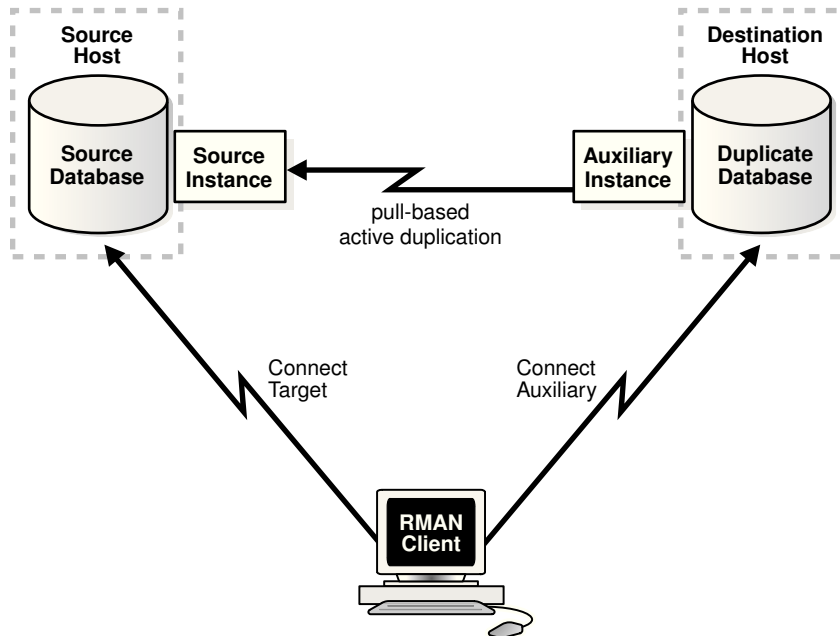 Source
Host
Source
Database
Source
Instance
Destination
Host
Auxiliary
Instance
Duplicate
Database
pull-based
active duplication
Connect
Target
Connect
Auxiliary
RMAN
Client